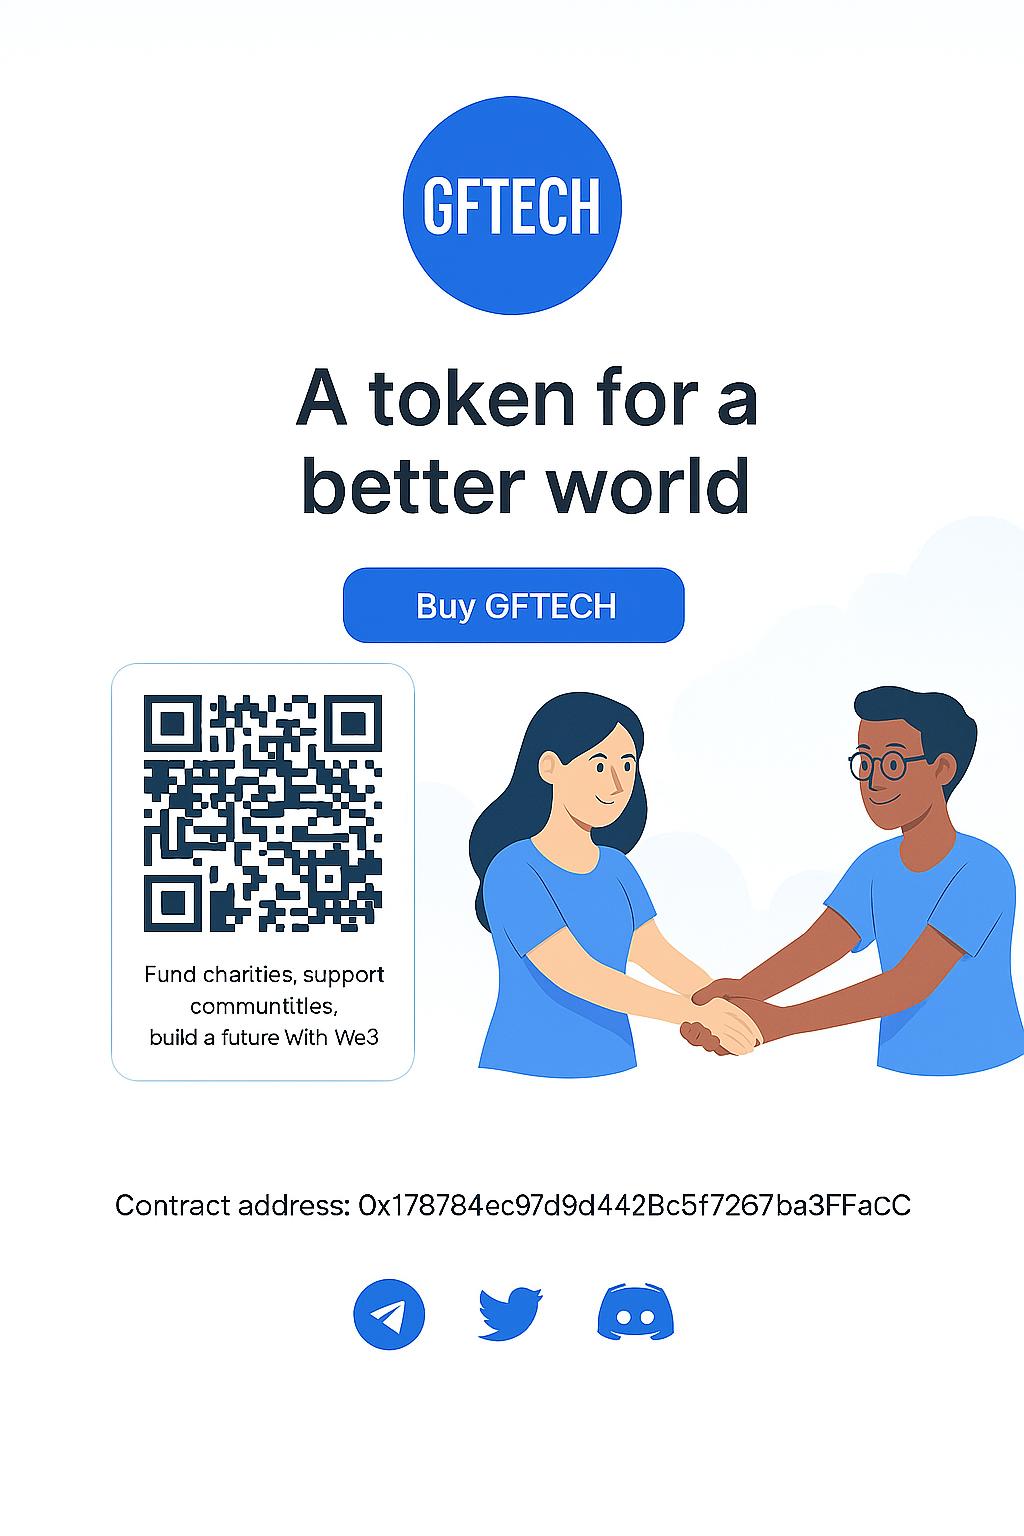 GFTECH
A token for a
better world
Buy GFTECH
Fund charities, support
communtitles,
build a future With We3
Contract address: 0x178784ec97d9d442Bc5f7267ba3FFaCC